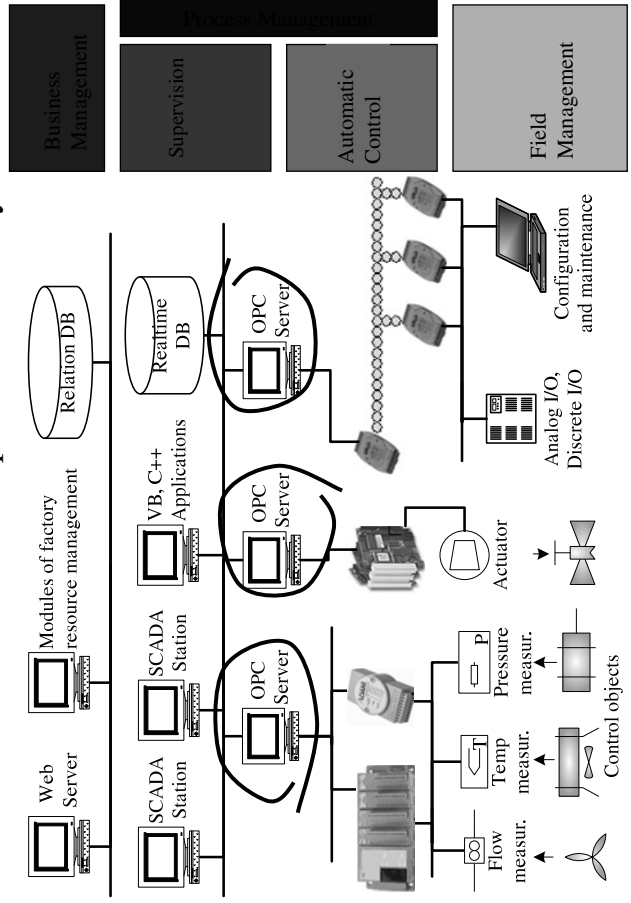 Process Management
Business
Management
Supervision
Automatic
Control
Field
Management
Relation DB
Realtime
DB
Modules of factory
resource management
Web
Server
VB, C++
Applications
SCADA
Station
SCADA
Station
OPC
Server
OPC
Server
OPC
Server
Configuration
and maintenance
Analog I/O,
Discrete I/O
Actuator
P
Pressure
measur.
T
Temp
measur.
Flow
measur.
Control objects